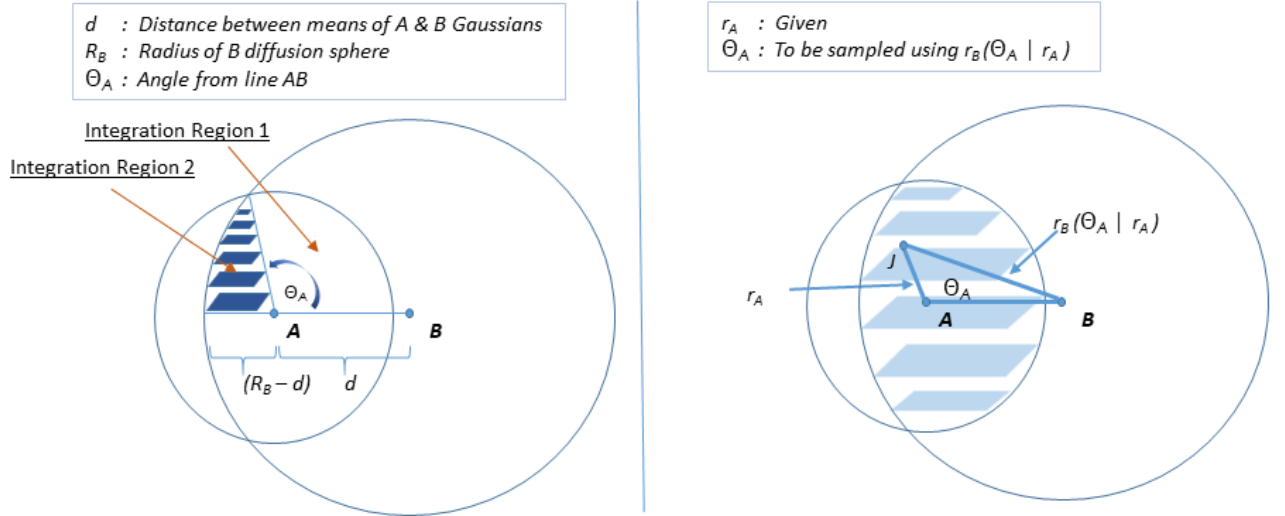 d : Distance between means of A & B Gaussians
R_B : Radius of B diffusion sphere
Θ_A : Angle from line AB
Integration Region 1
Integration Region 2
Θ_A
A
B
(R_B – d)
d
r_A : Given
Θ_A : To be sampled using r_B(Θ_A | r_A)
r_B(Θ_A | r_A)
J
r_A
Θ_A
A
B